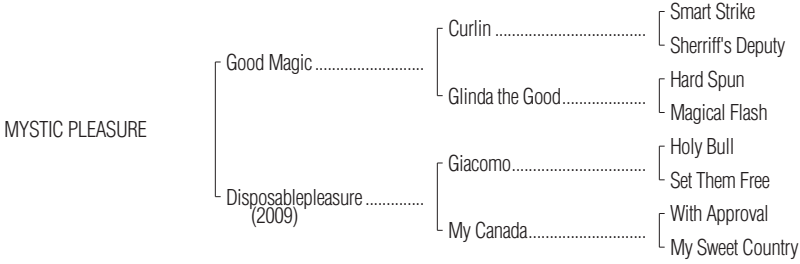 Smart Strike
Curlin
Sherriff's Deputy
Good Magic
Hard Spun
Glinda the Good
Magical Flash
MYSTIC PLEASURE
Holy Bull
Giacomo
Set Them Free
Disposablepleasure
(2009)
With Approval
My Canada
My Sweet Country